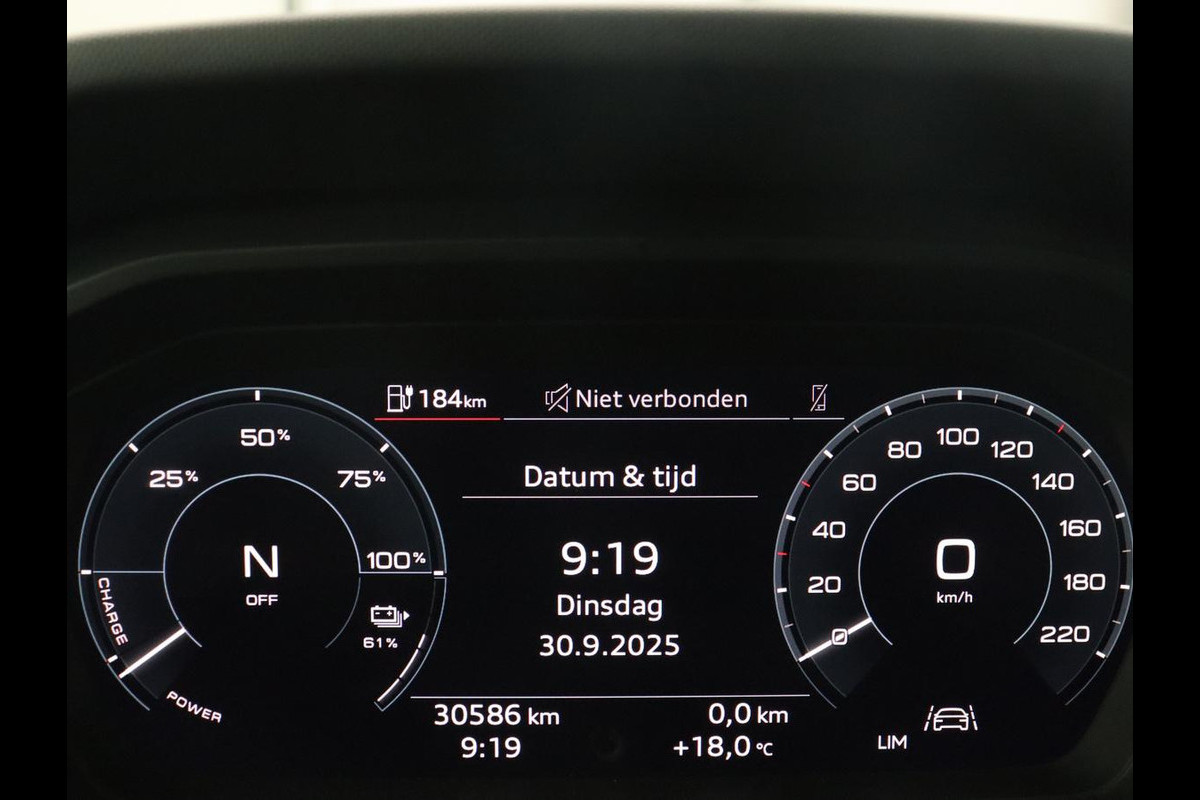 184 km
Niet verbonden
50%
25%
75%
100%
N
OFF
CHARGE
61%
POWER
Datum & tijd
9:19
Dinsdag
30.9.2025
30586 km
0,0 km
9:19
+18,0 °C
100
80
120
60
140
40
160
20
180
220
0
km/h
LIM